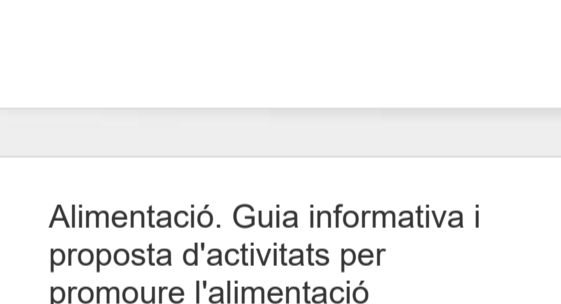 Alimentació. Guia informativa i
proposta d'activitats per
promoure l'alimentació